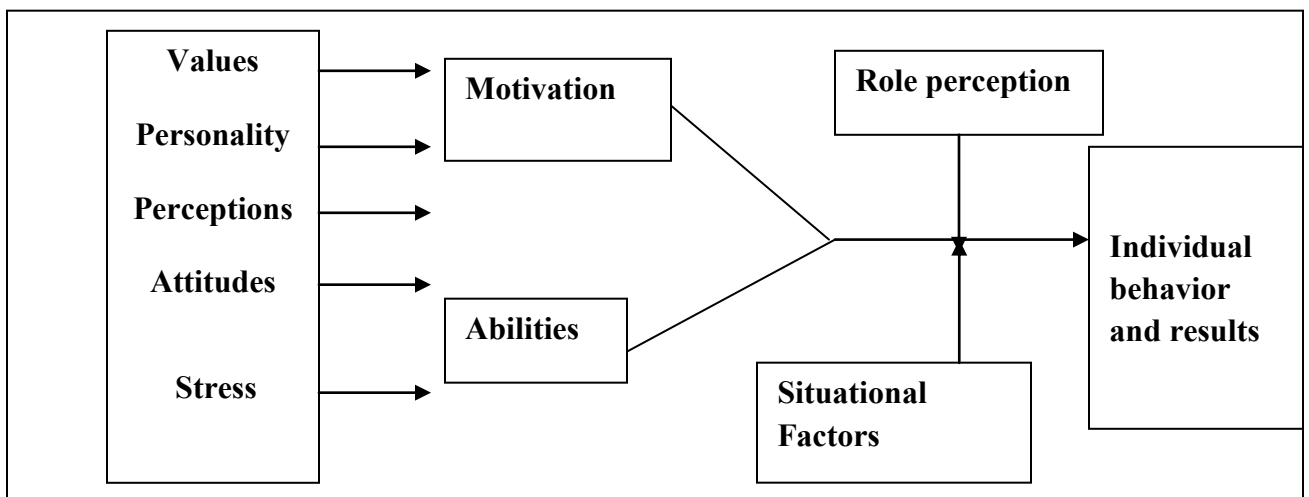 Values
Personality
Perceptions
Attitudes
Stress
Motivation
Abilities
Role perception
Situational
Factors
Individual
behavior
and results